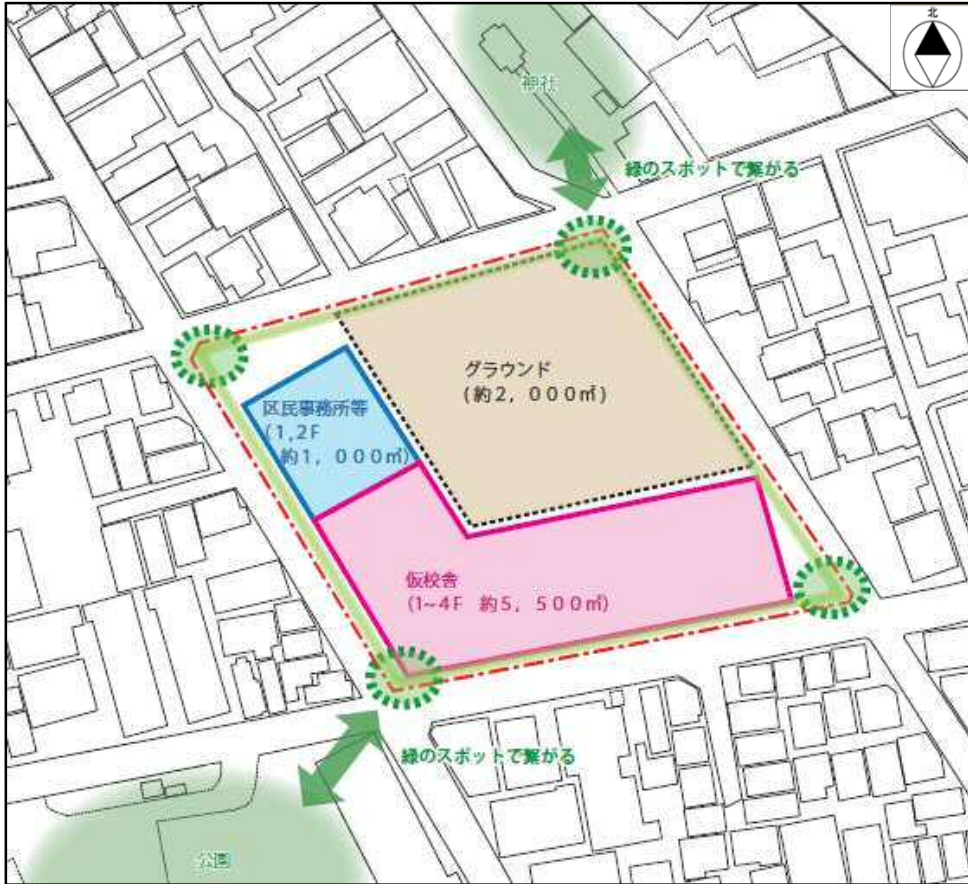 北
神社
緑のスポットで繋がる
グラウンド
(約2,000㎡)
区民事務所等
(1,2F
約1,000㎡)
仮校舎
(1~4F 約5,500㎡)
緑のスポットで繋がる
公園